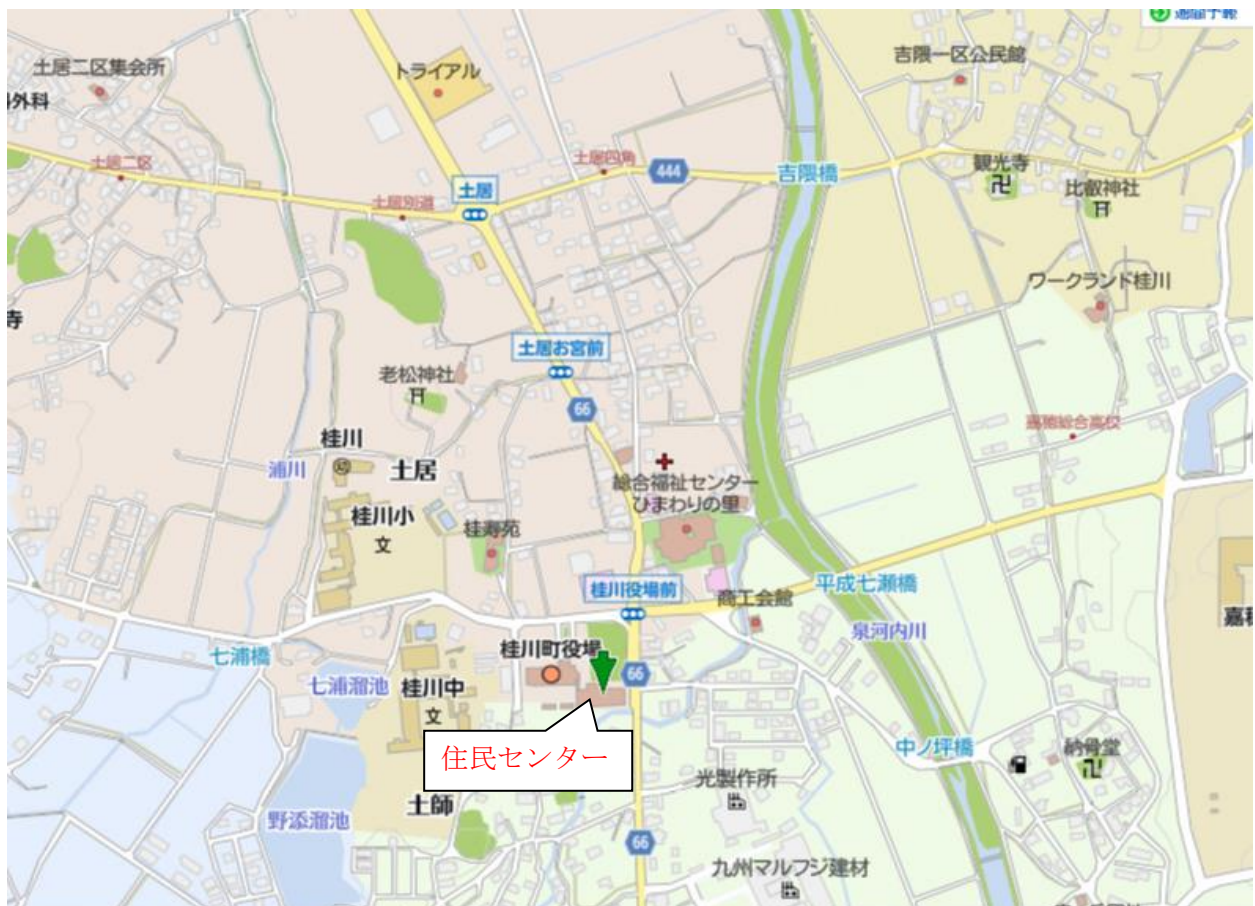 土居二区集会所
外科
トライアル
吉隈一区公民館
土居二区
土居四角
444
吉隈橋
観光寺
比叡神社
土居
土居別道
ワークランド桂川
寺
土居お宮前
老松神社
66
嘉穂総合高校
桂川
浦川
土居
総合福祉センター
ひまわりの里
桂川小
文
桂寿苑
桂川役場前
商工会館
平成七瀬橋
泉河内川
七浦橋
七浦溜池
桂川中
文
桂川町役場
66
住民センター
中ノ坪橋
納骨堂
光製作所
土師
野添溜池
66
九州マルフジ建材